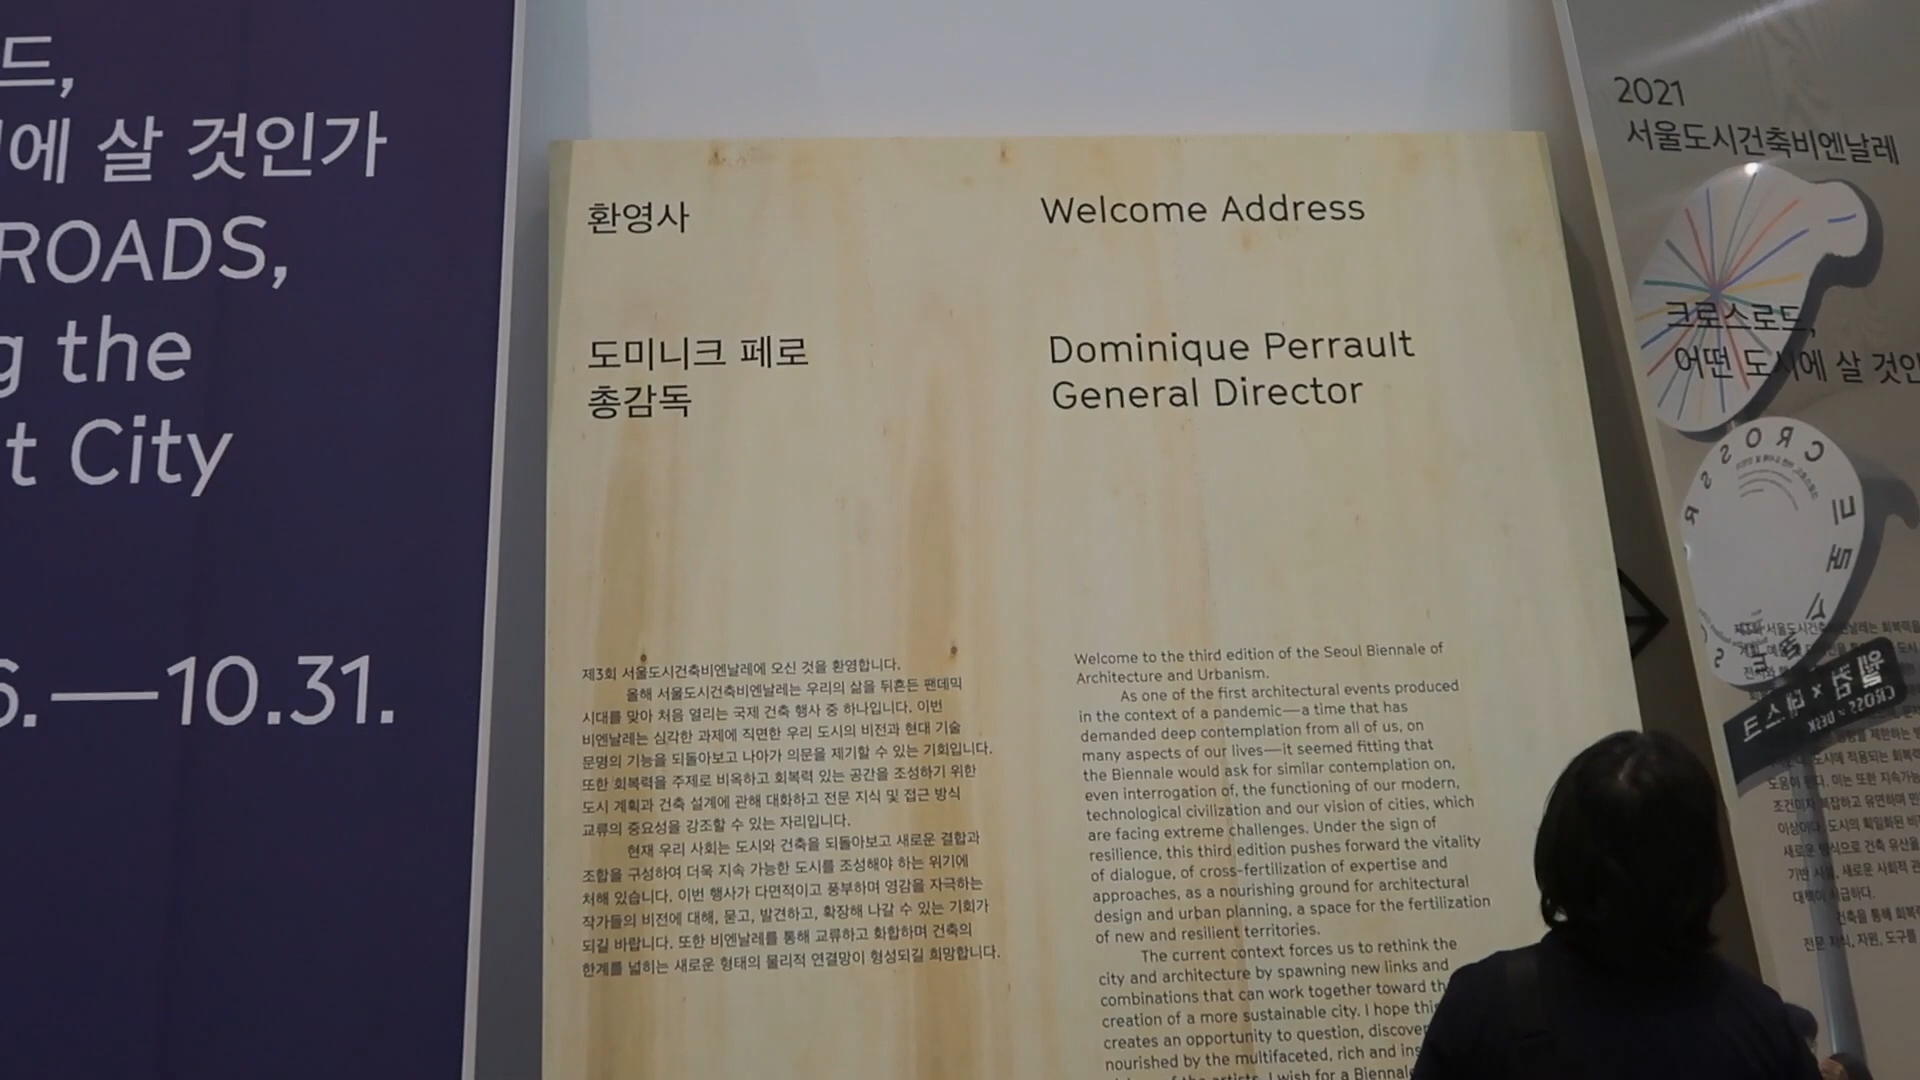 드,
에 살 것인가
ROADS,
g the
t City
6.—10.31.
환영사
도미니크 페로
총감독
제3회 서울도시건축비엔날레에 오신 것을 환영합니다.
올해 서울도시건축비엔날레는 우리의 삶을 뒤흔든 팬데믹
시대를 맞아 처음 열리는 국제 건축 행사 중 하나입니다. 이번
비엔날레는 심각한 과제에 직면한 우리 도시의 비전과 현대 기술
문명의 기능을 되돌아보고 나아가 의문을 제기할 수 있는 기회입니다.
또한 회복력을 주제로 비옥하고 회복력 있는 공간을 조성하기 위한
도시 계획과 건축 설계에 관해 대화하고 전문 지식 및 접근 방식
교류의 중요성을 강조할 수 있는 자리입니다.
현재 우리 사회는 도시와 건축을 되돌아보고 새로운 결합과
조합을 구성하여 더욱 지속 가능한 도시를 조성해야 하는 위기에
처해 있습니다. 이번 행사가 다면적이고 풍부하며 영감을 자극하는
작가들의 비전에 대해, 묻고, 발견하고, 확장해 나갈 수 있는 기회가
되길 바랍니다. 또한 비엔날레를 통해 교류하고 화합하며 건축의
한계를 넓히는 새로운 형태의 물리적 연결망이 형성되길 희망합니다.
Welcome Address
Dominique Perrault
General Director
Welcome to the third edition of the Seoul Biennale of
Architecture and Urbanism.
As one of the first architectural events produced
in the context of a pandemic—a time that has
demanded deep contemplation from all of us, on
many aspects of our lives—it seemed fitting that
the Biennale would ask for similar contemplation on,
even interrogation of, the functioning of our modern,
technological civilization and our vision of cities, which
are facing extreme challenges. Under the sign of
resilience, this third edition pushes forward the vitality
of dialogue, of cross-fertilization of expertise and
approaches, as a nourishing ground for architectural
design and urban planning, a space for the fertilization
of new and resilient territories.
The current context forces us to rethink the
city and architecture by spawning new links and
combinations that can work together toward th
creation of a more sustainable city. I hope this
creates an opportunity to question, discover
nourished by the multifaceted, rich and ins
of the artists. I wish for a Biennale
2021
서울도시건축비엔날레
크로스로드,
어떤 도시에 살 것인
CROSS R
크로스
웰컴 × 데스크
CROSS × DESK